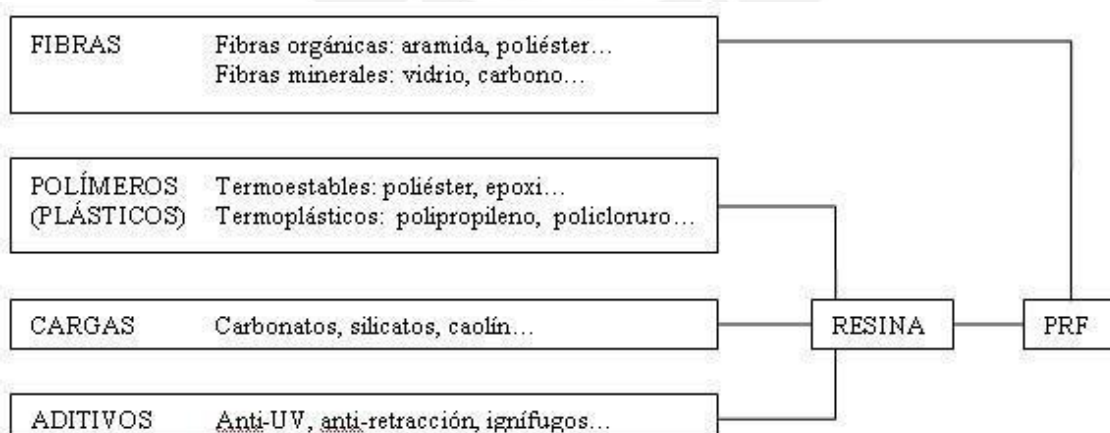 FIBRAS Fibras orgánicas: aramida, poliéster…
Fibras minerales: vidrio, carbono…
POLÍMEROS Termoestables: poliéster, epoxi…
(PLÁSTICOS) Termoplásticos: polipropileno, policloruro…
CARGAS Carbonatos, silicatos, caolín…
RESINA
PRF
ADITIVOS Anti-UV, anti-retracción, ignífugos…